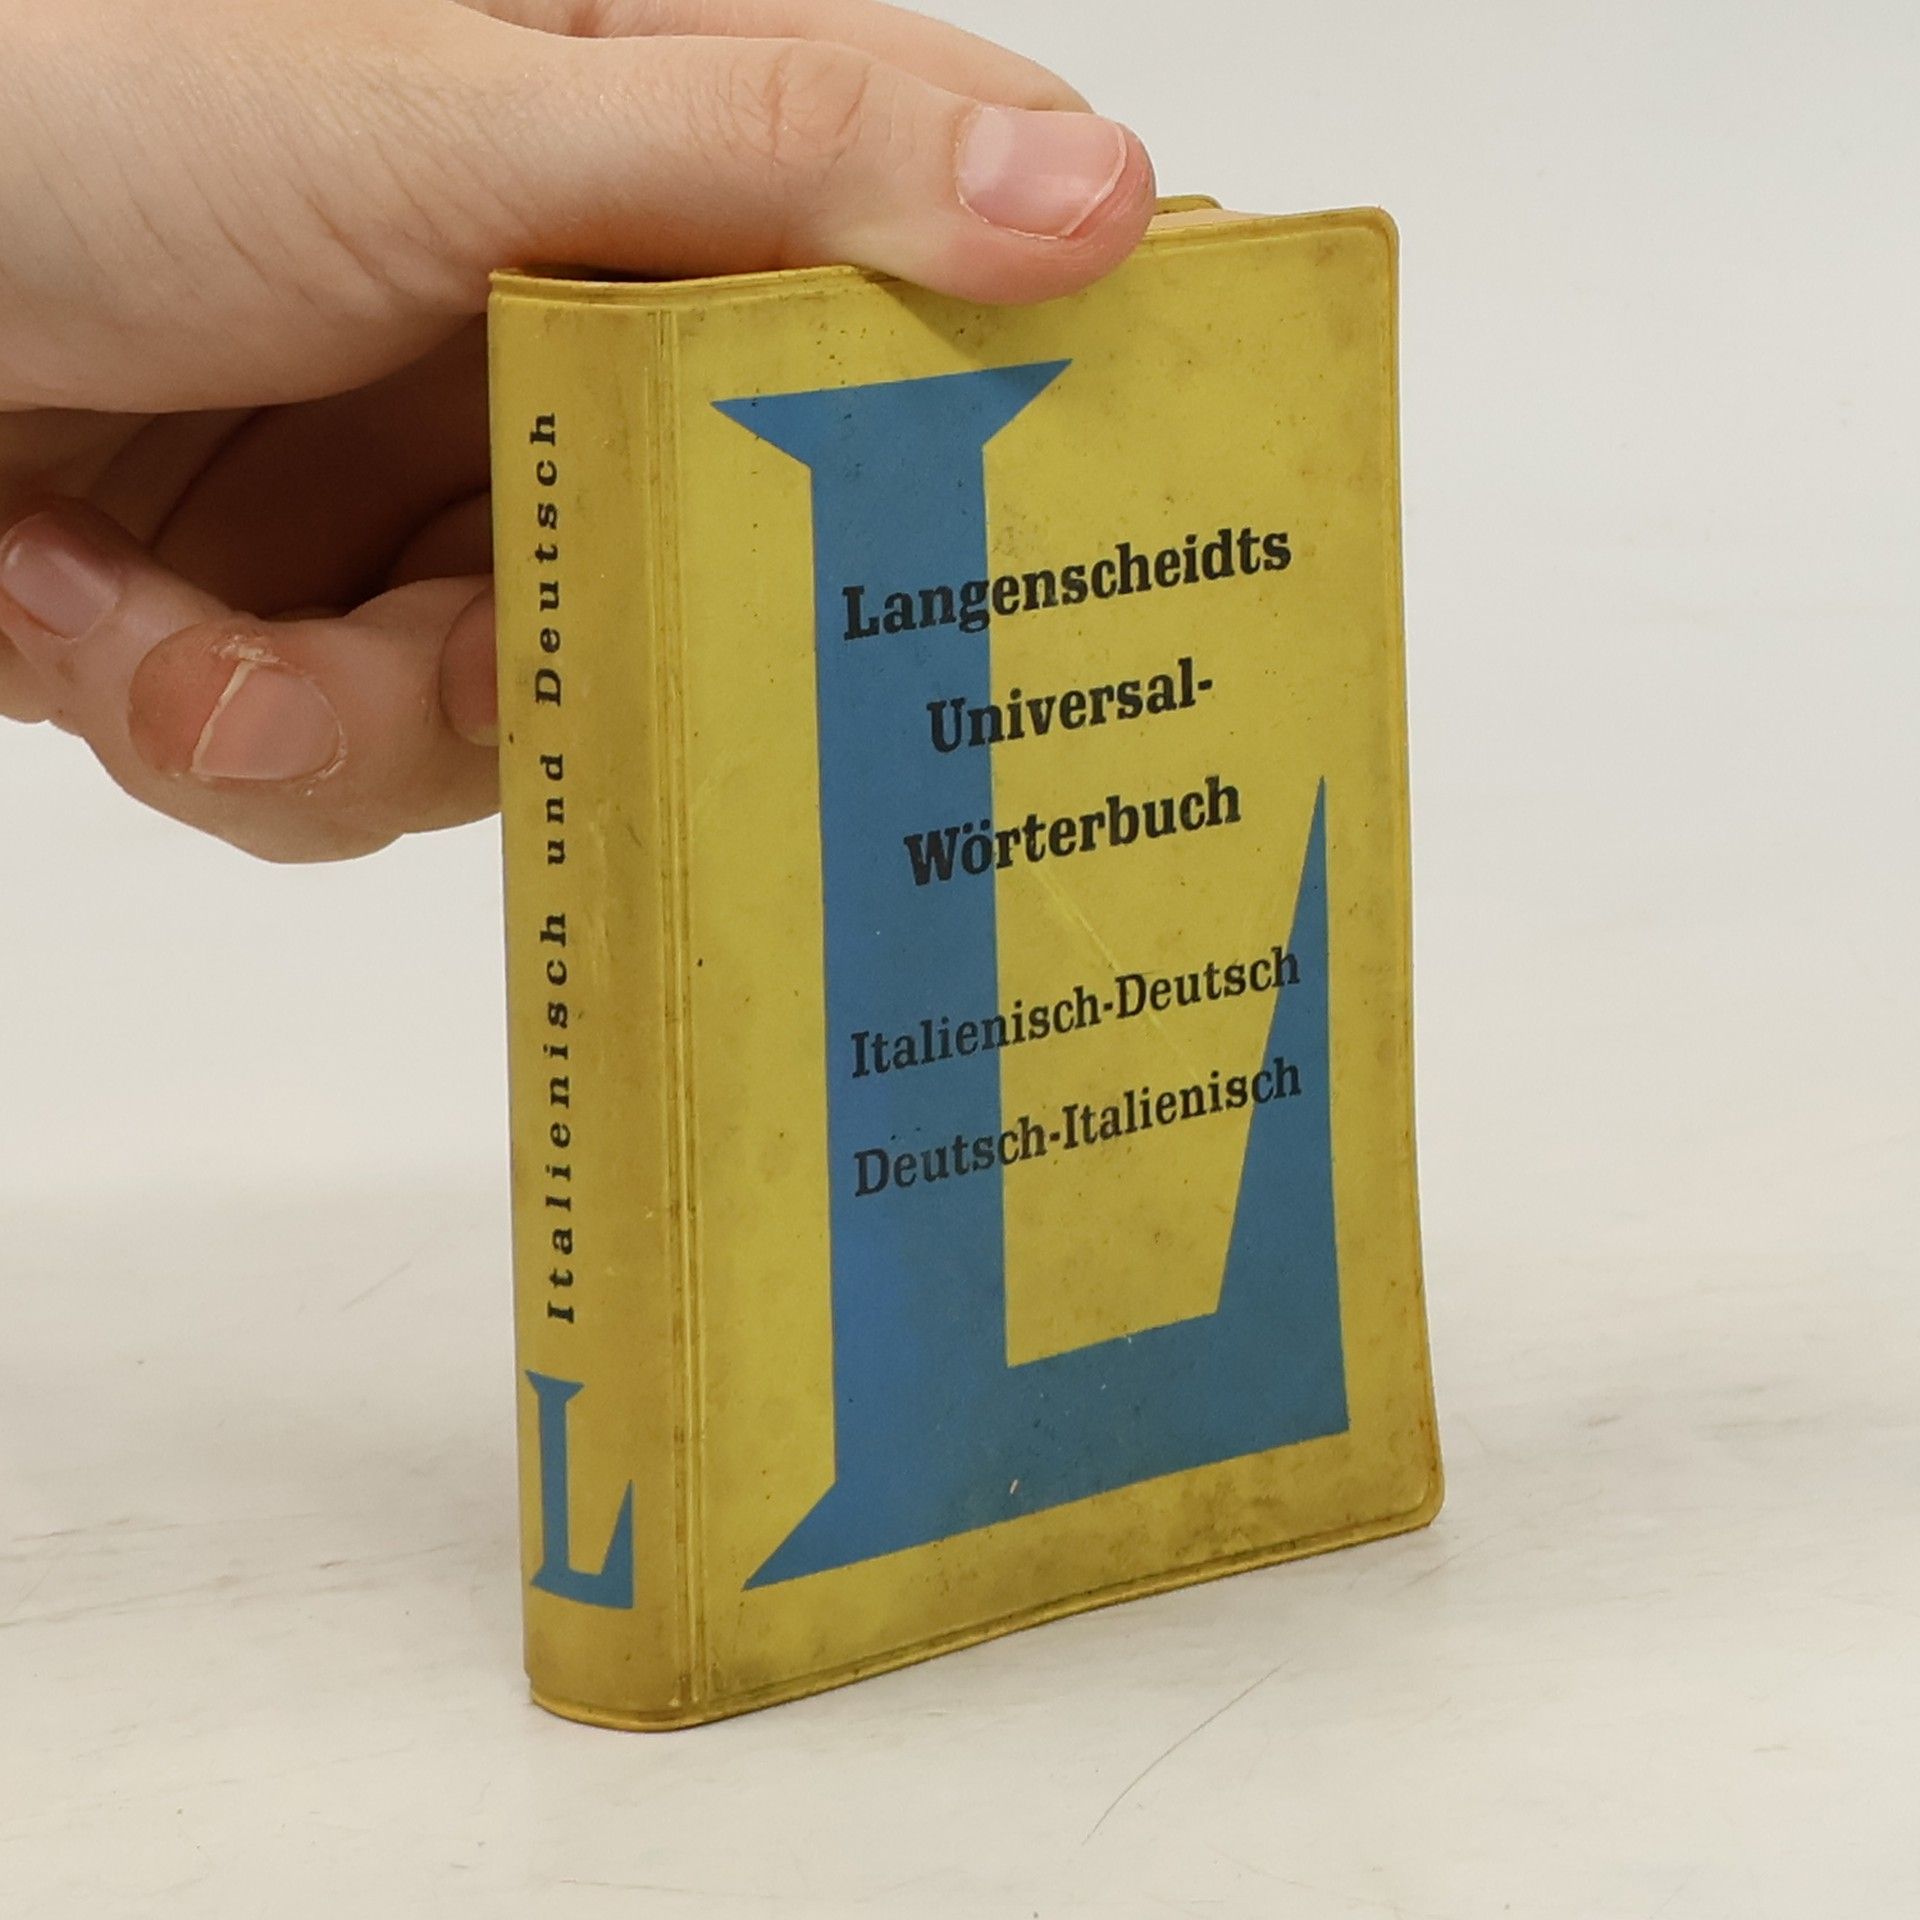 Italienisch und Deutsch
L
L
Langenscheidts
Universal-
Wörterbuch
Italienisch-Deutsch
Deutsch-Italienisch